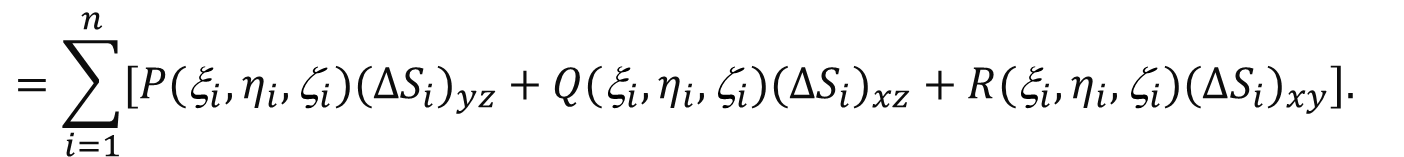 = \sum_{i=1}^{n} [P(\xi_i, \eta_i, \zeta_i)(\Delta S_i)_{yz} + Q(\xi_i, \eta_i, \zeta_i)(\Delta S_i)_{xz} + R(\xi_i, \eta_i, \zeta_i)(\Delta S_i)_{xy}].